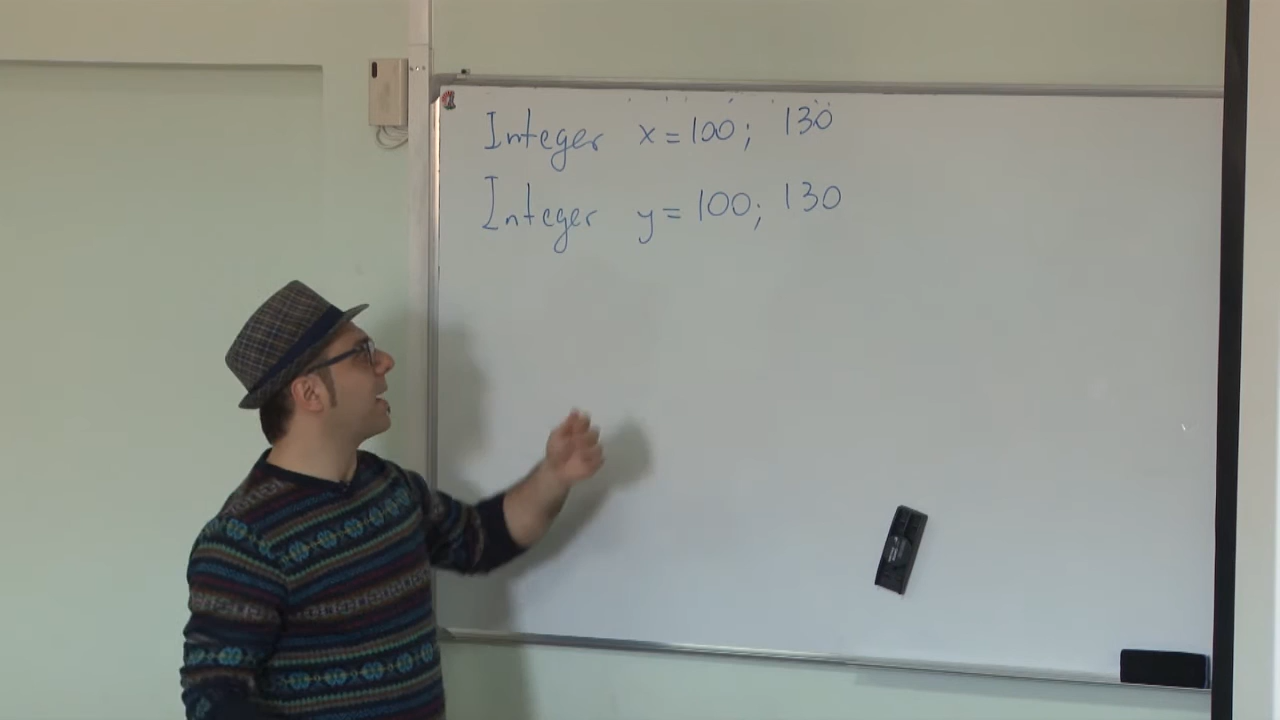 Integer x = 100; 130
Integer y = 100; 130